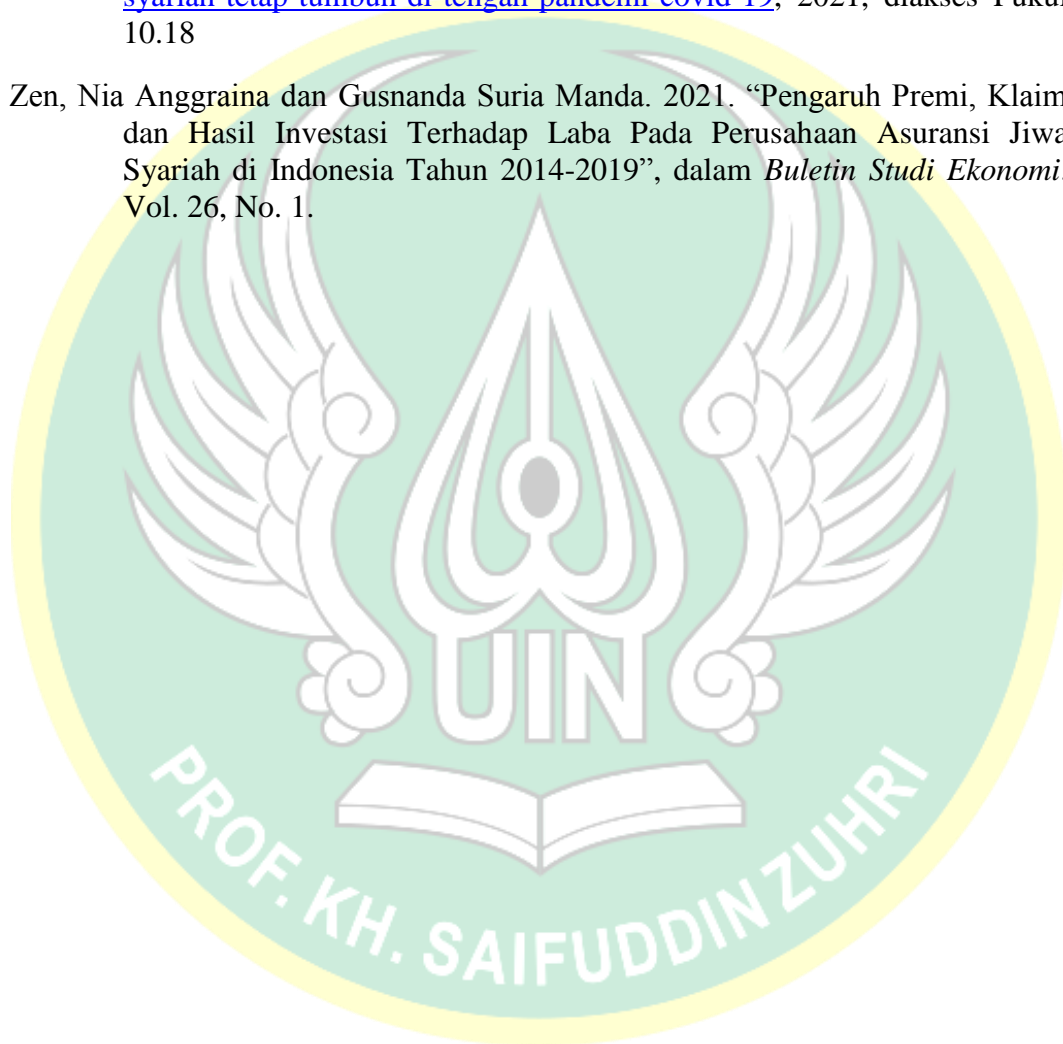 syariah tetap tumbuh di tengah pandemi covid 19, 2021, diakses Pukul
10.18
Zen, Nia Anggraina dan Gusnanda Suria Manda. 2021. “Pengaruh Premi, Klaim
dan Hasil Investasi Terhadap Laba Pada Perusahaan Asuransi Jiwa
Syariah di Indonesia Tahun 2014-2019”, dalam Buletin Studi Ekonomi.
Vol. 26, No. 1.
UIN
PROF. KH. SAIFUDDIN ZUHRI